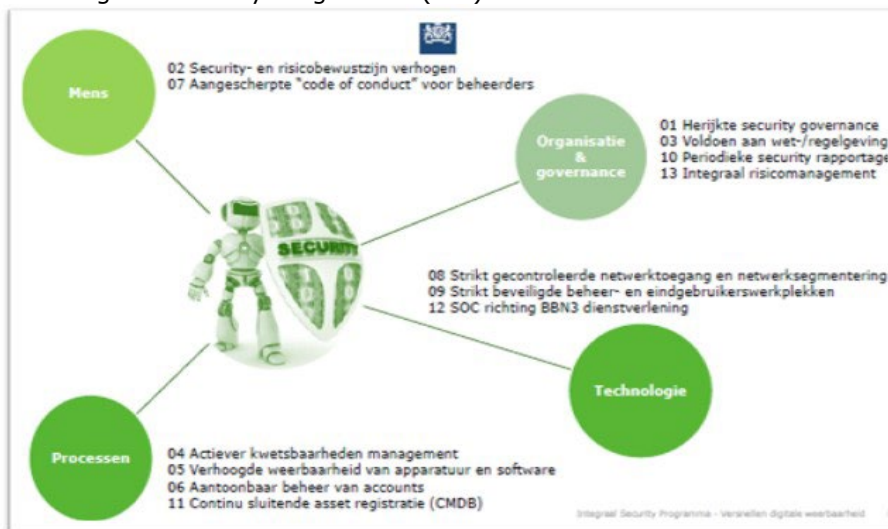 Mens
02 Security- en risicobewustzijn verhogen
07 Aangescherpte "code of conduct" voor beheerders
Organisatie
&
governance
01 Herijkte security governance
03 Voldoen aan wet-/regelgeving
10 Periodieke security rapportage
13 Integraal risicomanagement
SECURITY
08 Strikt gecontroleerde netwerktoegang en netwerksegmentering
09 Strikt beveiligde beheer- en eindgebruikerswerkplekken
12 SOC richting BBN3 dienstverlening
Technologie
Processen
04 Actiever kwetsbaarheden management
05 Verhoogde weerbaarheid van apparatuur en software
06 Aantoonbaar beheer van accounts
11 Continu sluitende asset registratie (CMDB)
Integraal Security Programma - Versnellen digitale weerbaarheid